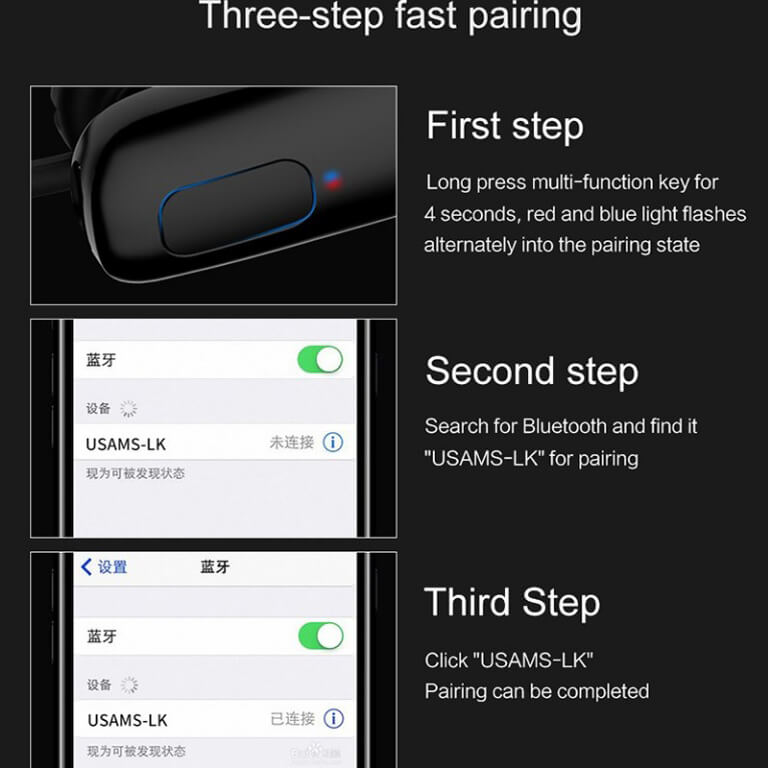 Three-step fast pairing
First step
Long press multi-function key for
4 seconds, red and blue light flashes
alternately into the pairing state
蓝牙
设备
USAMS-LK 未连接
现为可被发现状态
Second step
Search for Bluetooth and find it
"USAMS-LK" for pairing
设置 蓝牙
蓝牙
设备
USAMS-LK 已连接
现为可被发现状态
Third Step
Click "USAMS-LK"
Pairing can be completed